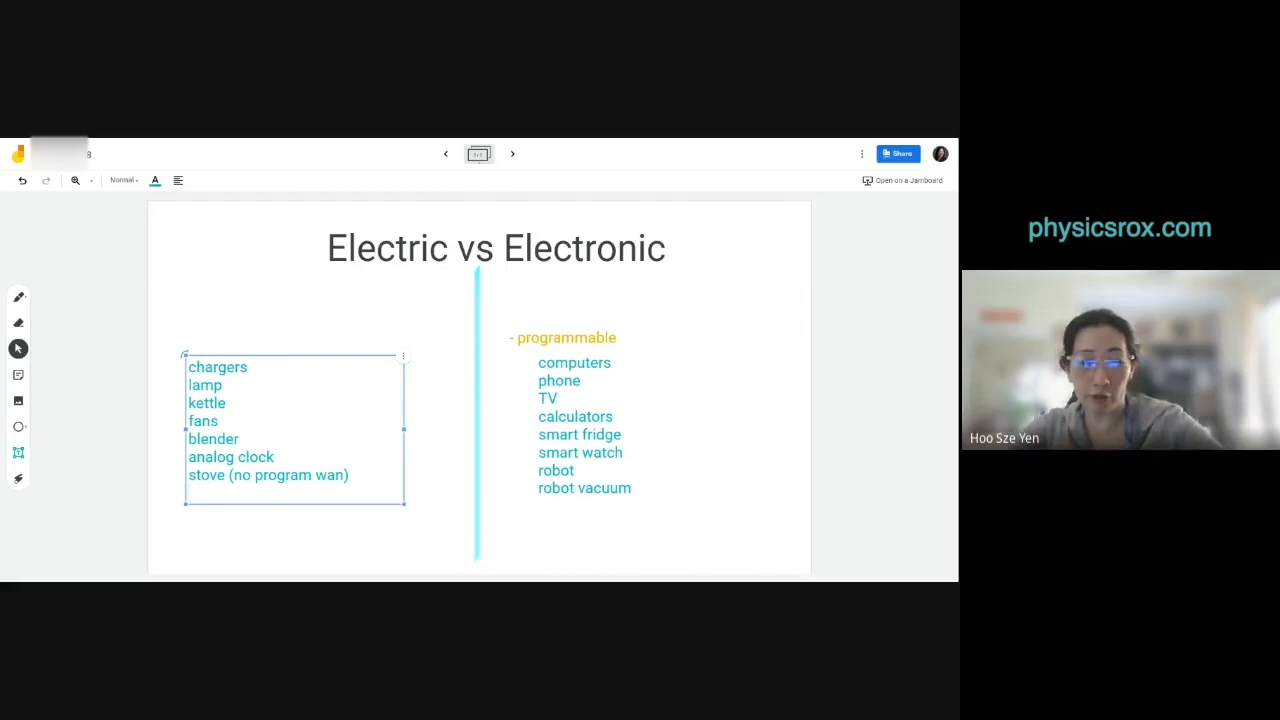 8
Share
Normal
A
Open on a Jamboard
Electric vs Electronic
chargers
lamp
kettle
fans
blender
analog clock
stove (no program wan)
- programmable
computers
phone
TV
calculators
smart fridge
smart watch
robot
robot vacuum
physicsrox.com
Hoo Sze Yen